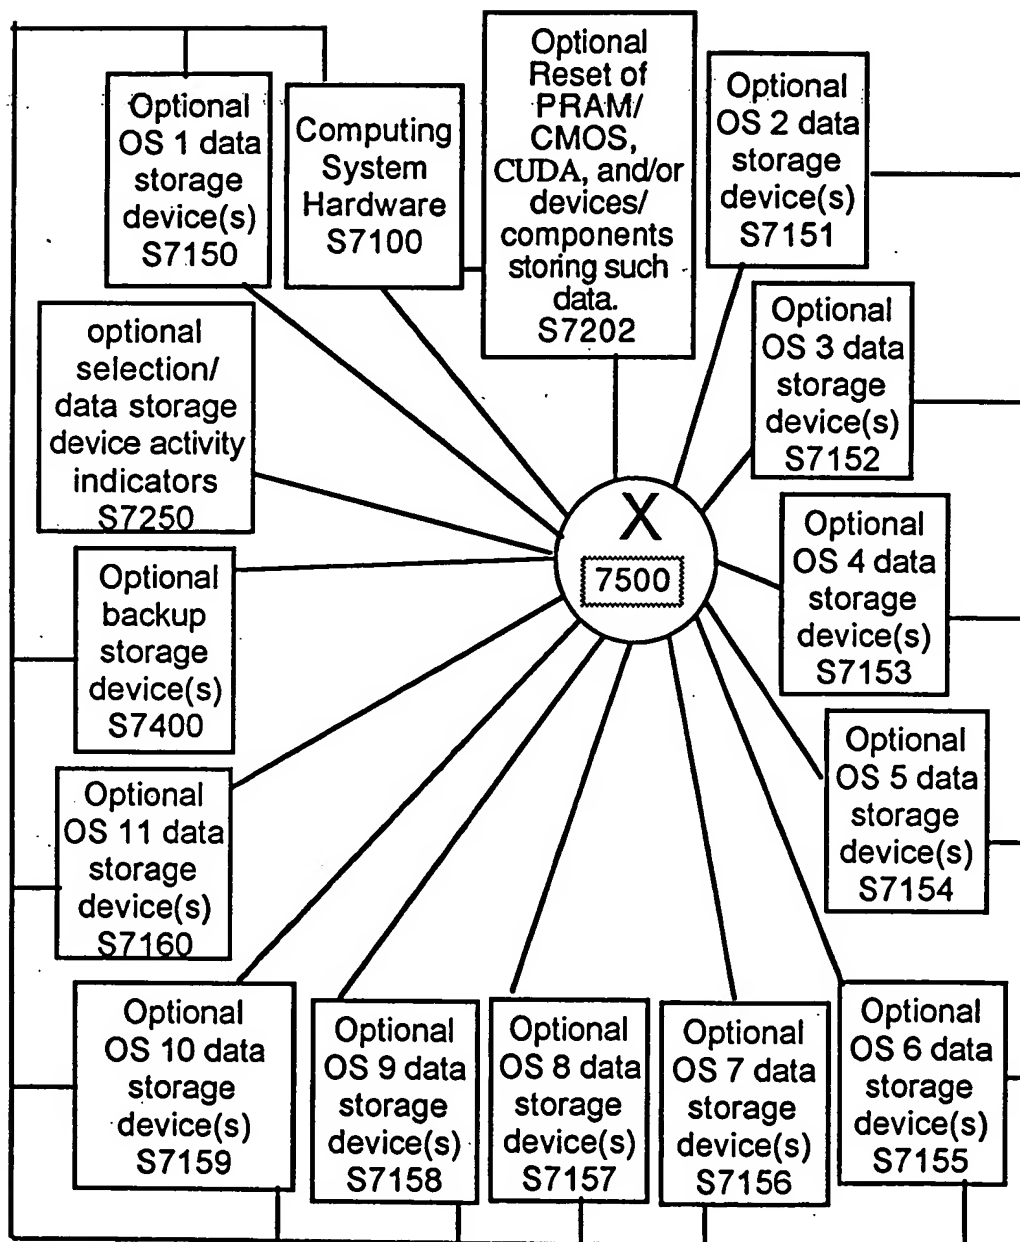 Optional
OS 1 data
storage
device(s)
S7150
Computing
System
Hardware
S7100
Optional
Reset of
PRAM/
CMOS,
CUDA, and/or
devices/
components
storing such
data.
S7202
Optional
OS 2 data
storage
device(s)
S7151
optional
selection/
data storage
device activity
indicators
S7250
Optional
OS 3 data
storage
device(s)
S7152
X
7500
Optional
OS 4 data
storage
device(s)
S7153
Optional
backup
storage
device(s)
S7400
Optional
OS 5 data
storage
device(s)
S7154
Optional
OS 11 data
storage
device(s)
S7160
Optional
OS 10 data
storage
device(s)
S7159
Optional
OS 9 data
storage
device(s)
S7158
Optional
OS 8 data
storage
device(s)
S7157
Optional
OS 7 data
storage
device(s)
S7156
Optional
OS 6 data
storage
device(s)
S7155